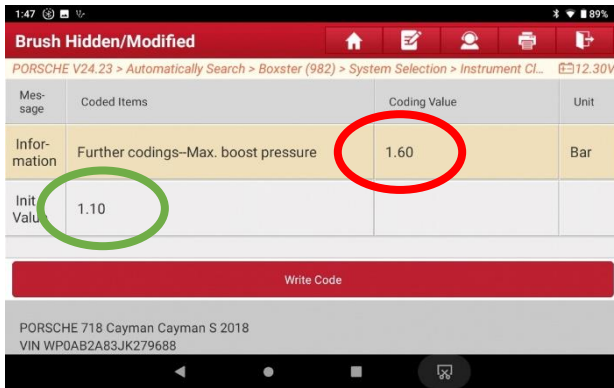 1:47
89%
Brush Hidden/Modified
PORSCHE V24.23 > Automatically Search > Boxster (982) > System Selection > Instrument Cl... 12.30V
Mes-
sage
Coded Items
Coding Value
Unit
Infor-
mation
Further codings--Max. boost pressure
1.60
Bar
Init
Value
1.10
Write Code
PORSCHE 718 Cayman Cayman S 2018
VIN WP0AB2A83JK279688